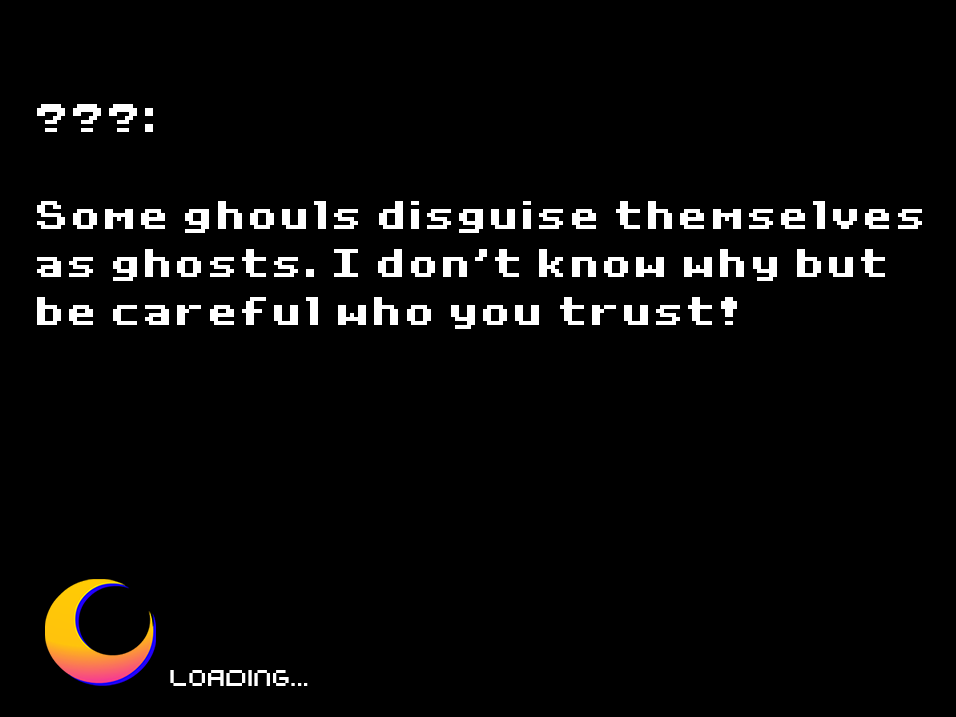 ???:
Some ghouls disguise themselves
as ghosts. I don't know why but
be careful who you trust!
LOADING...